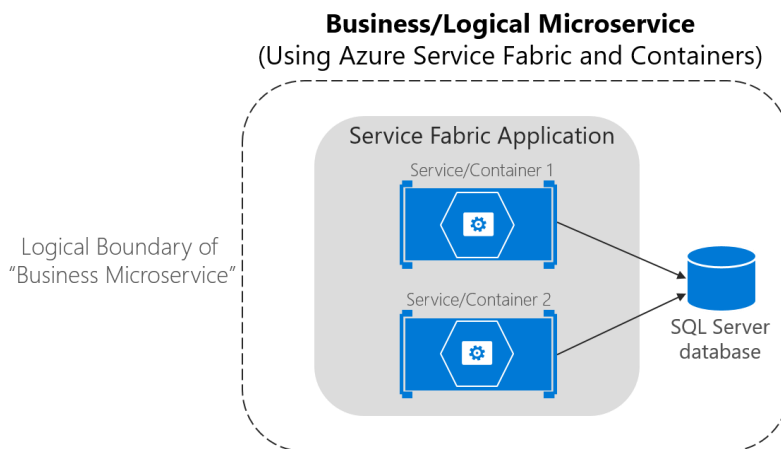 Business/Logical Microservice
(Using Azure Service Fabric and Containers)
Service Fabric Application
Service/Container 1
Logical Boundary of
“Business Microservice”
Service/Container 2
SQL Server
database